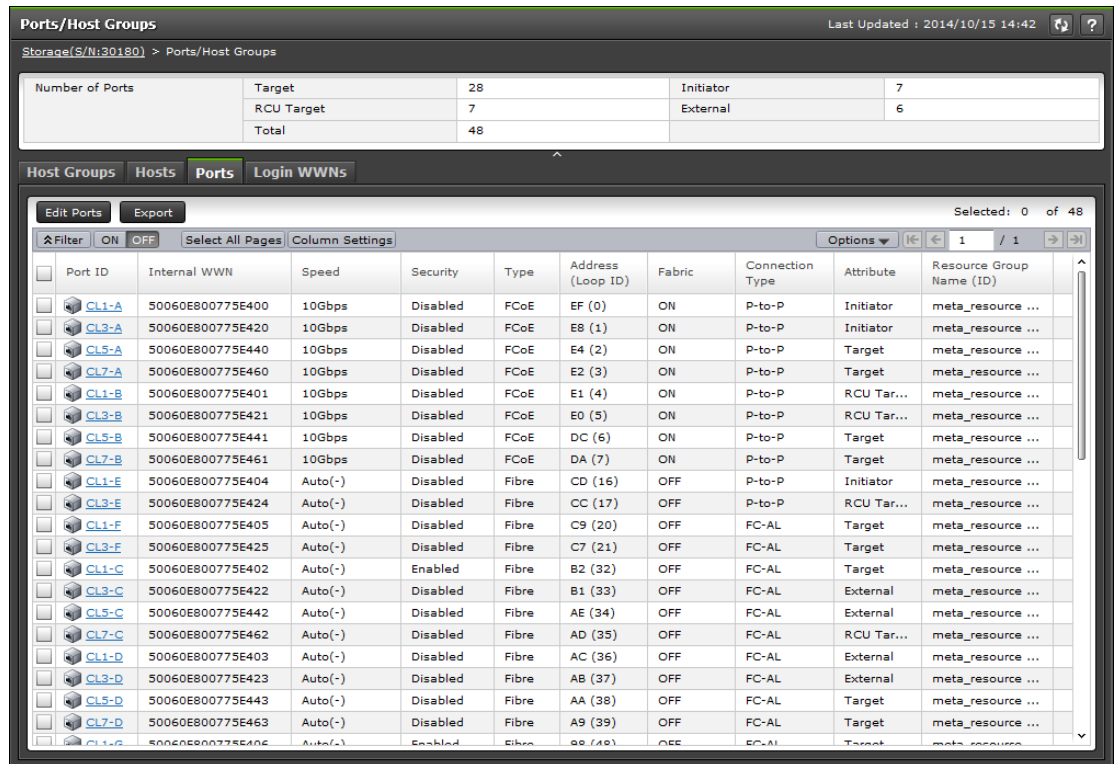 Ports/Host Groups Last Updated : 2014/10/15 14:42 ?
Storage(S/N:30180) > Ports/Host Groups
Number of Ports Target 28 Initiator 7
RCU Target 7 External 6
Total 48
Host Groups Hosts Ports Login WWNs
Edit Ports Export Selected: 0 of 48
Filter ON OFF Select All Pages Column Settings Options 1 / 1
Port ID Internal WWN Speed Security Type Address (Loop ID) Fabric Connection Type Attribute Resource Group Name (ID)
CL1-A 50060E800775E400 10Gbps Disabled FCoE EF (0) ON P-to-P Initiator meta_resource ...
CL3-A 50060E800775E420 10Gbps Disabled FCoE E8 (1) ON P-to-P Initiator meta_resource ...
CL5-A 50060E800775E440 10Gbps Disabled FCoE E4 (2) ON P-to-P Target meta_resource ...
CL7-A 50060E800775E460 10Gbps Disabled FCoE E2 (3) ON P-to-P Target meta_resource ...
CL1-B 50060E800775E401 10Gbps Disabled FCoE E1 (4) ON P-to-P RCU Tar... meta_resource ...
CL3-B 50060E800775E421 10Gbps Disabled FCoE E0 (5) ON P-to-P RCU Tar... meta_resource ...
CL5-B 50060E800775E441 10Gbps Disabled FCoE DC (6) ON P-to-P Target meta_resource ...
CL7-B 50060E800775E461 10Gbps Disabled FCoE DA (7) ON P-to-P Target meta_resource ...
CL1-E 50060E800775E404 Auto(-) Disabled Fibre CD (16) OFF P-to-P Initiator meta_resource ...
CL3-E 50060E800775E424 Auto(-) Disabled Fibre CC (17) OFF P-to-P RCU Tar... meta_resource ...
CL1-F 50060E800775E405 Auto(-) Disabled Fibre C9 (20) OFF FC-AL Target meta_resource ...
CL3-F 50060E800775E425 Auto(-) Disabled Fibre C7 (21) OFF FC-AL Target meta_resource ...
CL1-C 50060E800775E402 Auto(-) Enabled Fibre B2 (32) OFF FC-AL Target meta_resource ...
CL3-C 50060E800775E422 Auto(-) Disabled Fibre B1 (33) OFF FC-AL External meta_resource ...
CL5-C 50060E800775E442 Auto(-) Disabled Fibre AE (34) OFF FC-AL External meta_resource ...
CL7-C 50060E800775E462 Auto(-) Disabled Fibre AD (35) OFF FC-AL RCU Tar... meta_resource ...
CL1-D 50060E800775E403 Auto(-) Disabled Fibre AC (36) OFF FC-AL External meta_resource ...
CL3-D 50060E800775E423 Auto(-) Disabled Fibre AB (37) OFF FC-AL External meta_resource ...
CL5-D 50060E800775E443 Auto(-) Disabled Fibre AA (38) OFF FC-AL Target meta_resource ...
CL7-D 50060E800775E463 Auto(-) Disabled Fibre A9 (39) OFF FC-AL Target meta_resource ...
CL1-G 50060E800775E406 Auto(-) Enabled Fibre 98 (48) OFF FC-AL Target meta_resource